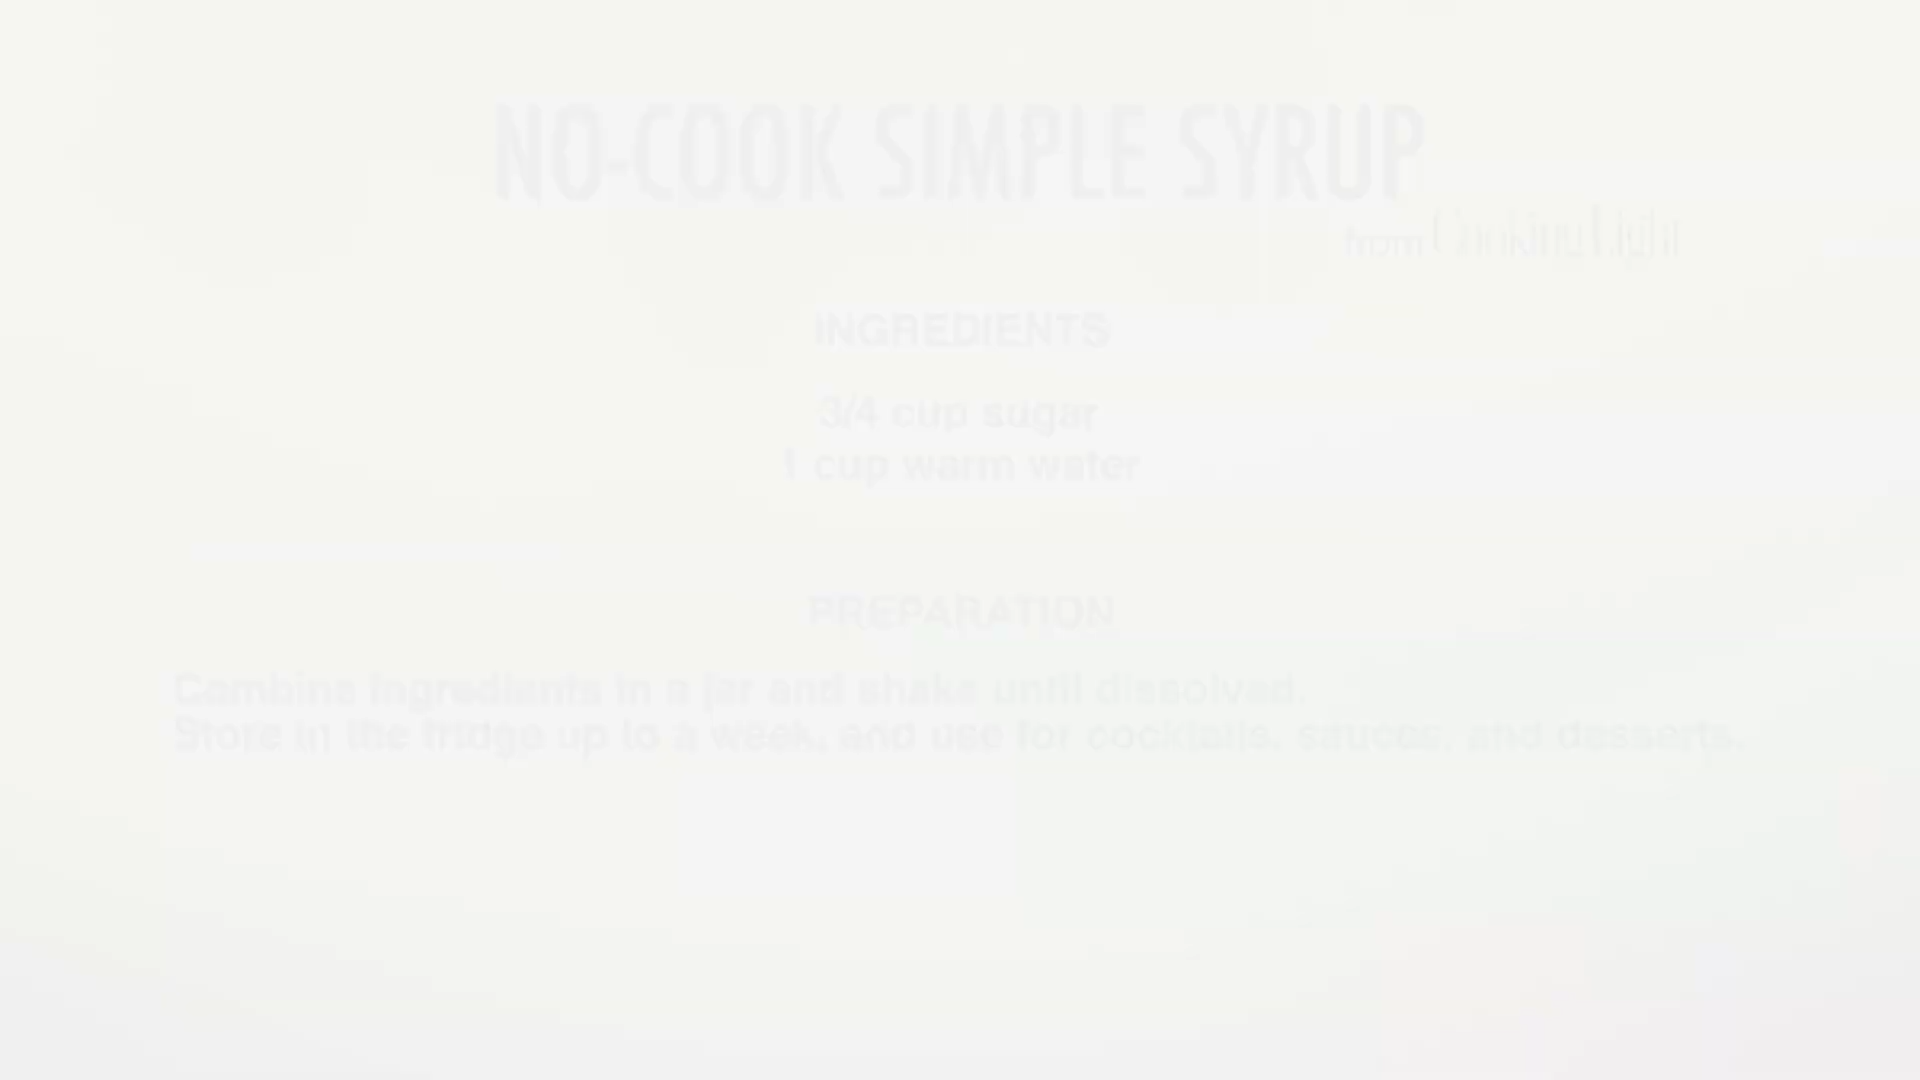 NO-COOK SIMPLE SYRUP
from Cooking Light
INGREDIENTS
3/4 cup sugar
1 cup warm water
PREPARATION
Combine ingredients in a jar and shake until dissolved.
Store in the fridge up to a week, and use for cocktails, sauces, and desserts.